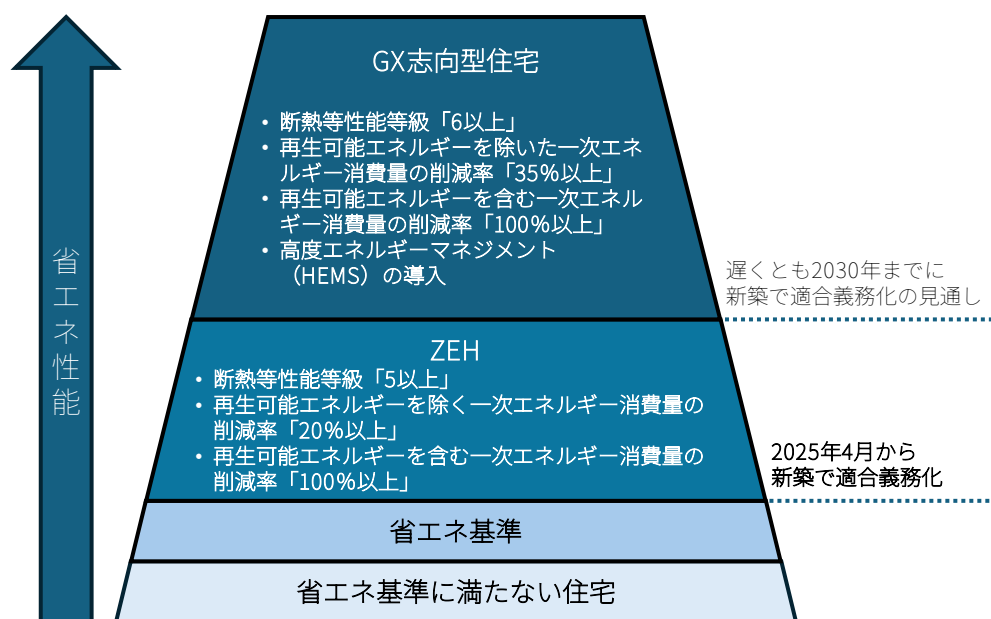 GX志向型住宅
• 断熱等性能等級「6以上」
• 再生可能エネルギーを除いた一次エネ
ルギー消費量の削減率「35％以上」
• 再生可能エネルギーを含む一次エネル
ギー消費量の削減率「100％以上」
• 高度エネルギーマネジメント
（HEMS）の導入
省エネ性能
遅くとも2030年までに
新築で適合義務化の見通し
ZEH
• 断熱等性能等級「5以上」
• 再生可能エネルギーを除く一次エネルギー消費量の
削減率「20％以上」
• 再生可能エネルギーを含む一次エネルギー消費量の
削減率「100％以上」
2025年4月から
新築で適合義務化
省エネ基準
省エネ基準に満たない住宅